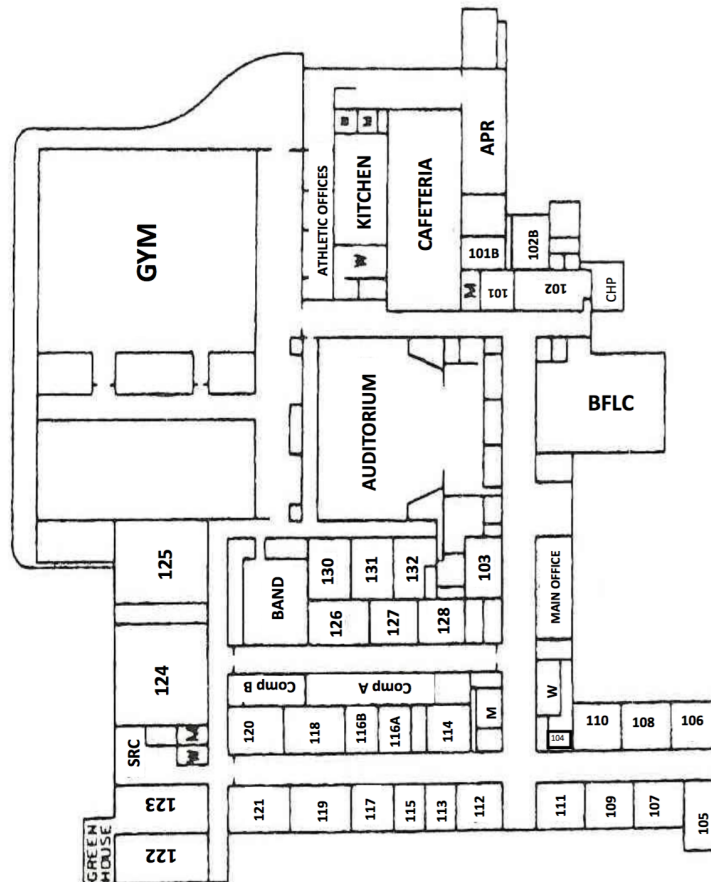 GYM
ATHLETIC OFFICES
KITCHEN
W
CAFETERIA
APR
101B
102B
M
101
102
CHP
AUDITORIUM
BFLC
125
130
131
132
103
BAND
126
127
128
MAIN OFFICE
124
Comp B
Comp A
SRC
M
W
120
118
116B
116A
114
M
W
104
110
108
106
123
121
119
117
115
113
112
111
109
107
105
122
GREEN
HOUSE